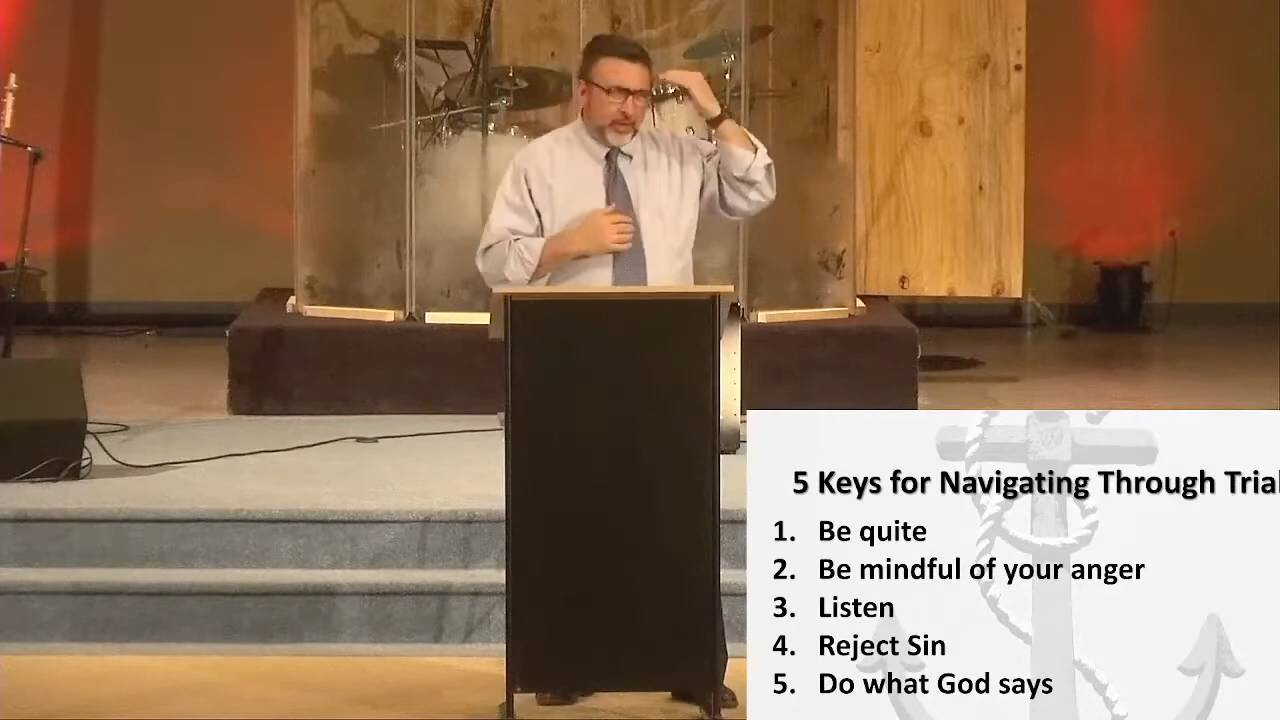 5 Keys for Navigating Through Trial
1. Be quite
2. Be mindful of your anger
3. Listen
4. Reject Sin
5. Do what God says